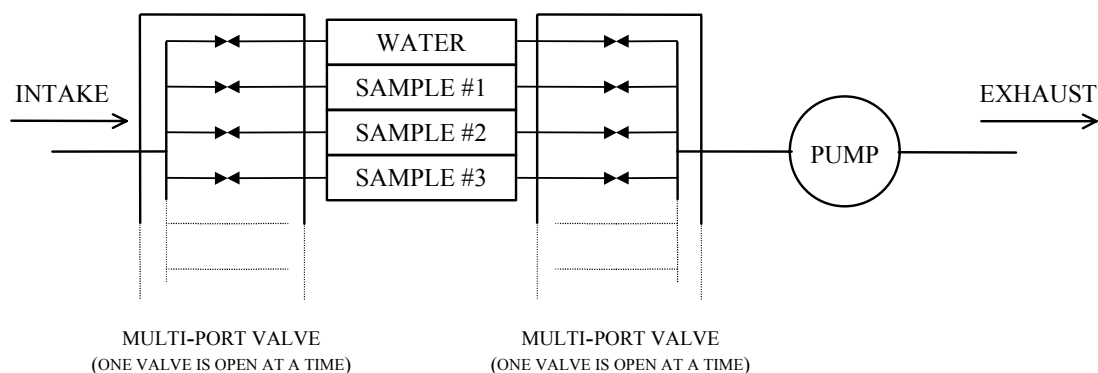 WATER
SAMPLE #1
INTAKE
EXHAUST
SAMPLE #2
PUMP
SAMPLE #3
MULTI-PORT VALVE
(ONE VALVE IS OPEN AT A TIME)
MULTI-PORT VALVE
(ONE VALVE IS OPEN AT A TIME)